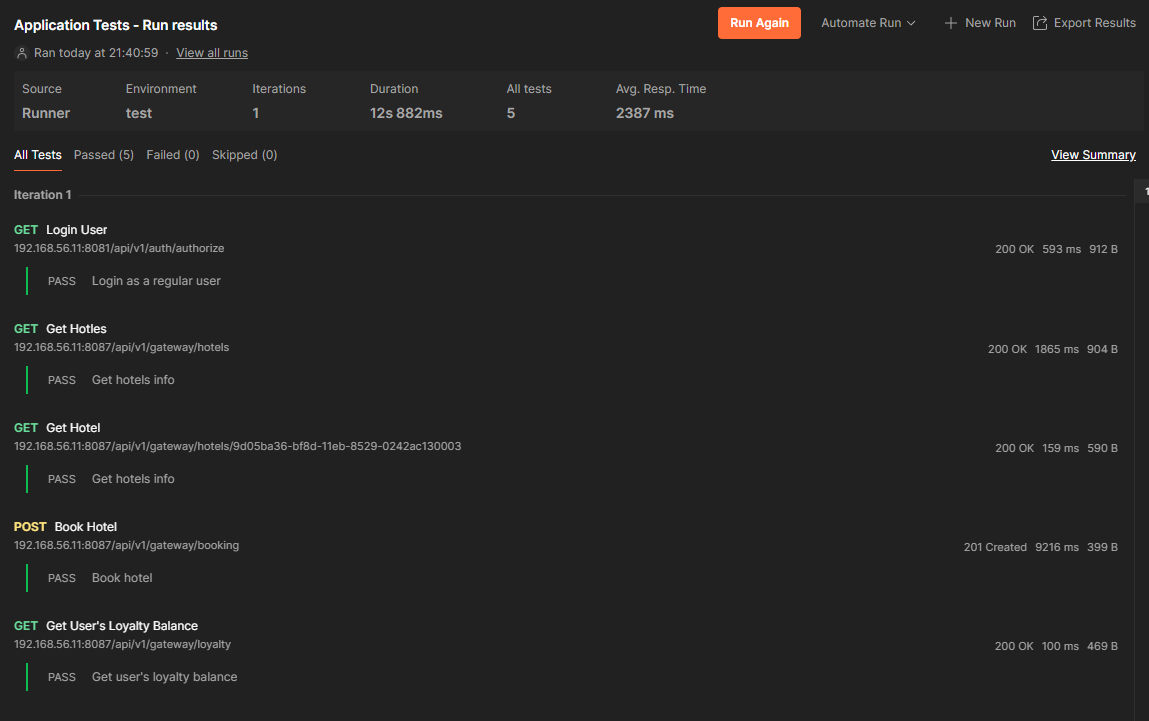 Application Tests - Run results
Run Again
Automate Run
New Run
Export Results
Ran today at 21:40:59 · View all runs
Source Environment Iterations Duration All tests Avg. Resp. Time
Runner test 1 12s 882ms 5 2387 ms
All Tests Passed (5) Failed (0) Skipped (0) View Summary
Iteration 1
1
GET Login User
192.168.56.11:8081/api/v1/auth/authorize
200 OK 593 ms 912 B
PASS Login as a regular user
GET Get Hotles
192.168.56.11:8087/api/v1/gateway/hotels
200 OK 1865 ms 904 B
PASS Get hotels info
GET Get Hotel
192.168.56.11:8087/api/v1/gateway/hotels/9d05ba36-bf8d-11eb-8529-0242ac130003
200 OK 159 ms 590 B
PASS Get hotels info
POST Book Hotel
192.168.56.11:8087/api/v1/gateway/booking
201 Created 9216 ms 399 B
PASS Book hotel
GET Get User's Loyalty Balance
192.168.56.11:8087/api/v1/gateway/loyalty
200 OK 100 ms 469 B
PASS Get user's loyalty balance